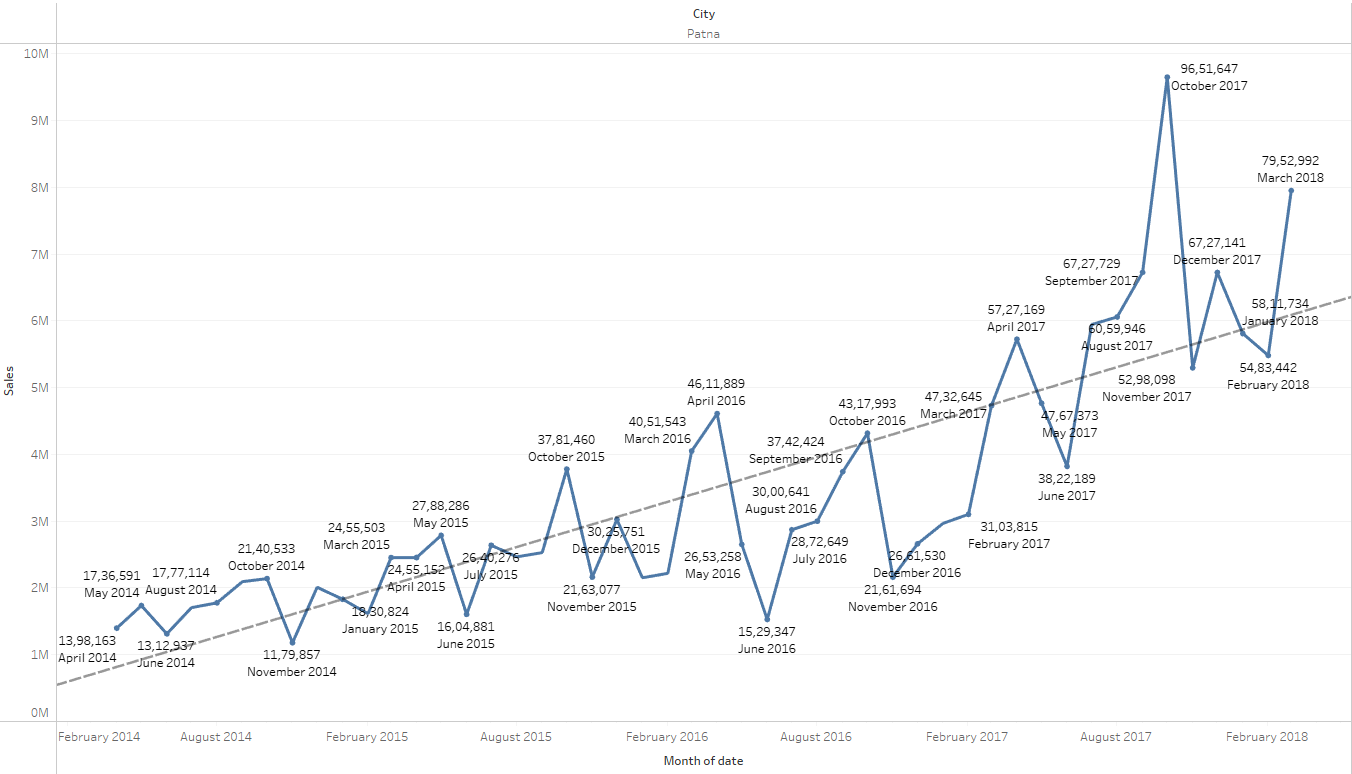 City
Patna
10M
9M
8M
7M
6M
5M
4M
3M
2M
1M
0M
Sales
13,98,163
April 2014
17,36,591
May 2014
13,12,937
June 2014
17,77,114
August 2014
21,40,533
October 2014
11,79,857
November 2014
18,30,824
January 2015
24,55,503
March 2015
24,55,152
April 2015
27,88,286
May 2015
16,04,881
June 2015
26,40,276
July 2015
37,81,460
October 2015
21,63,077
November 2015
30,25,751
December 2015
40,51,543
March 2016
46,11,889
April 2016
26,53,258
May 2016
15,29,347
June 2016
28,72,649
July 2016
30,00,641
August 2016
37,42,424
September 2016
43,17,993
October 2016
21,61,694
November 2016
26,61,530
December 2016
31,03,815
February 2017
47,32,645
March 2017
57,27,169
April 2017
47,67,373
May 2017
38,22,189
June 2017
60,59,946
August 2017
67,27,729
September 2017
96,51,647
October 2017
52,98,098
November 2017
67,27,141
December 2017
58,11,734
January 2018
54,83,442
February 2018
79,52,992
March 2018
February 2014
August 2014
February 2015
August 2015
February 2016
August 2016
February 2017
August 2017
February 2018
Month of date